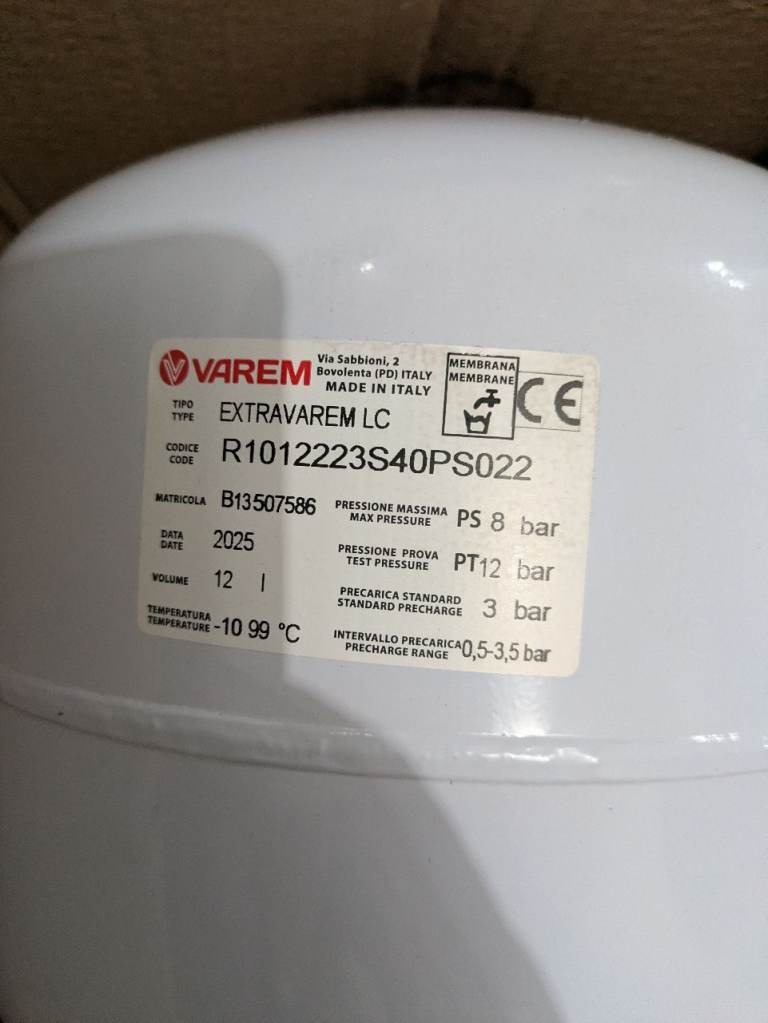 VAREM
Via Sabbioni, 2
Bovolenta (PD) ITALY
MADE IN ITALY
MEMBRANA
MEMBRANE
CE
TIPO
TYPE
EXTRAVAREM LC
CODICE
CODE
R1012223S40PS022
MATRICOLA B13507586
PRESSIONE MASSIMA
MAX PRESSURE
PS 8 bar
DATA
DATE
2025
PRESSIONE PROVA
TEST PRESSURE
PT12 bar
VOLUME 12 l
PRECARICA STANDARD
STANDARD PRECHARGE
3 bar
TEMPERATURA
TEMPERATURE
-10 99 °C
INTERVALLO PRECARICA
PRECHARGE RANGE
0,5-3,5 bar